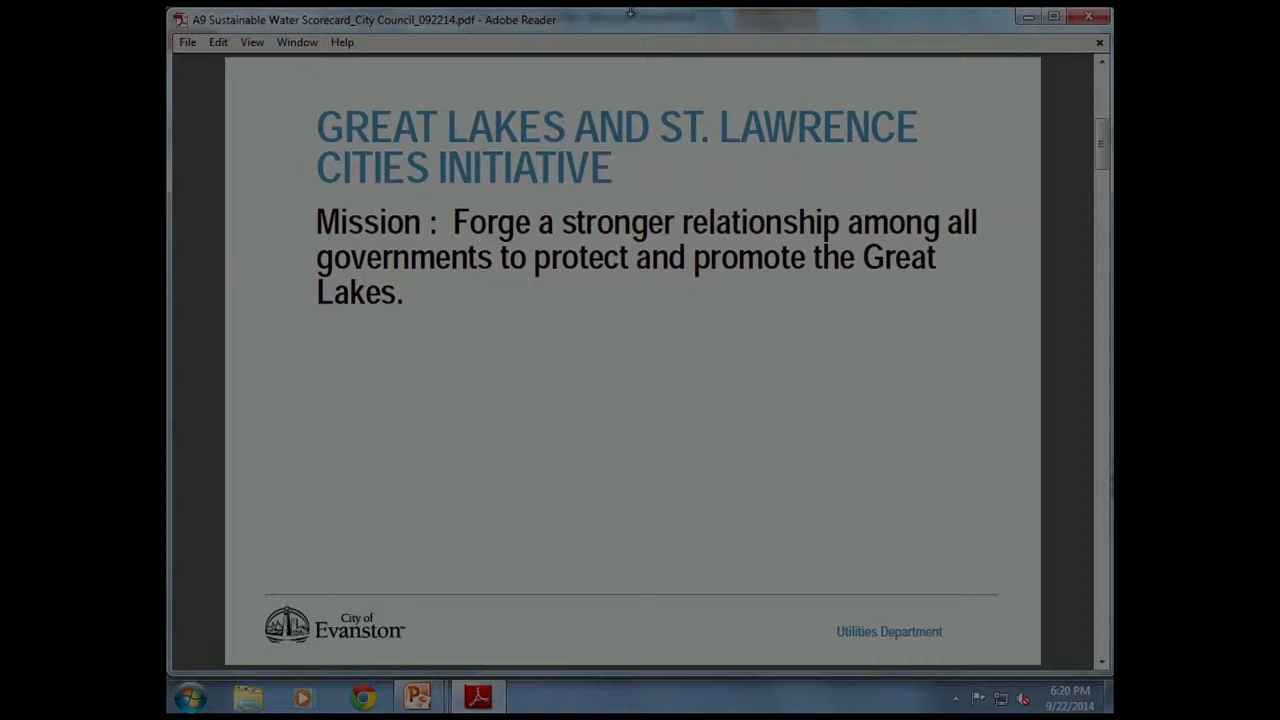 A9 Sustainable Water Scorecard_City Council_092214.pdf - Adobe Reader
File Edit View Window Help
GREAT LAKES AND ST. LAWRENCE
CITIES INITIATIVE
Mission : Forge a stronger relationship among all
governments to protect and promote the Great
Lakes.
City of
Evanston™
Utilities Department
6:20 PM
9/22/2014